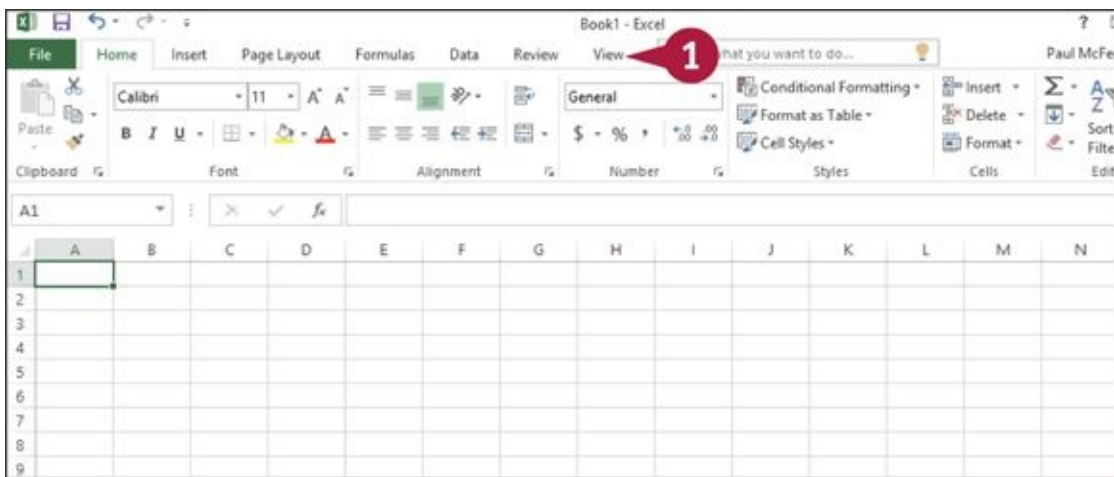 Book1 - Excel ?
File Home Insert Page Layout Formulas Data Review View 1 hat you want to do... Paul McFe
Calibri 11 A A General Conditional Formatting Insert Σ A
Paste Format as Table Delete Z
B I U A $ % , .00 Cell Styles Format Sort
Filte
Clipboard Font Alignment Number Styles Cells Edit
A1 fx
A B C D E F G H I J K L M N
1
2
3
4
5
6
7
8
9